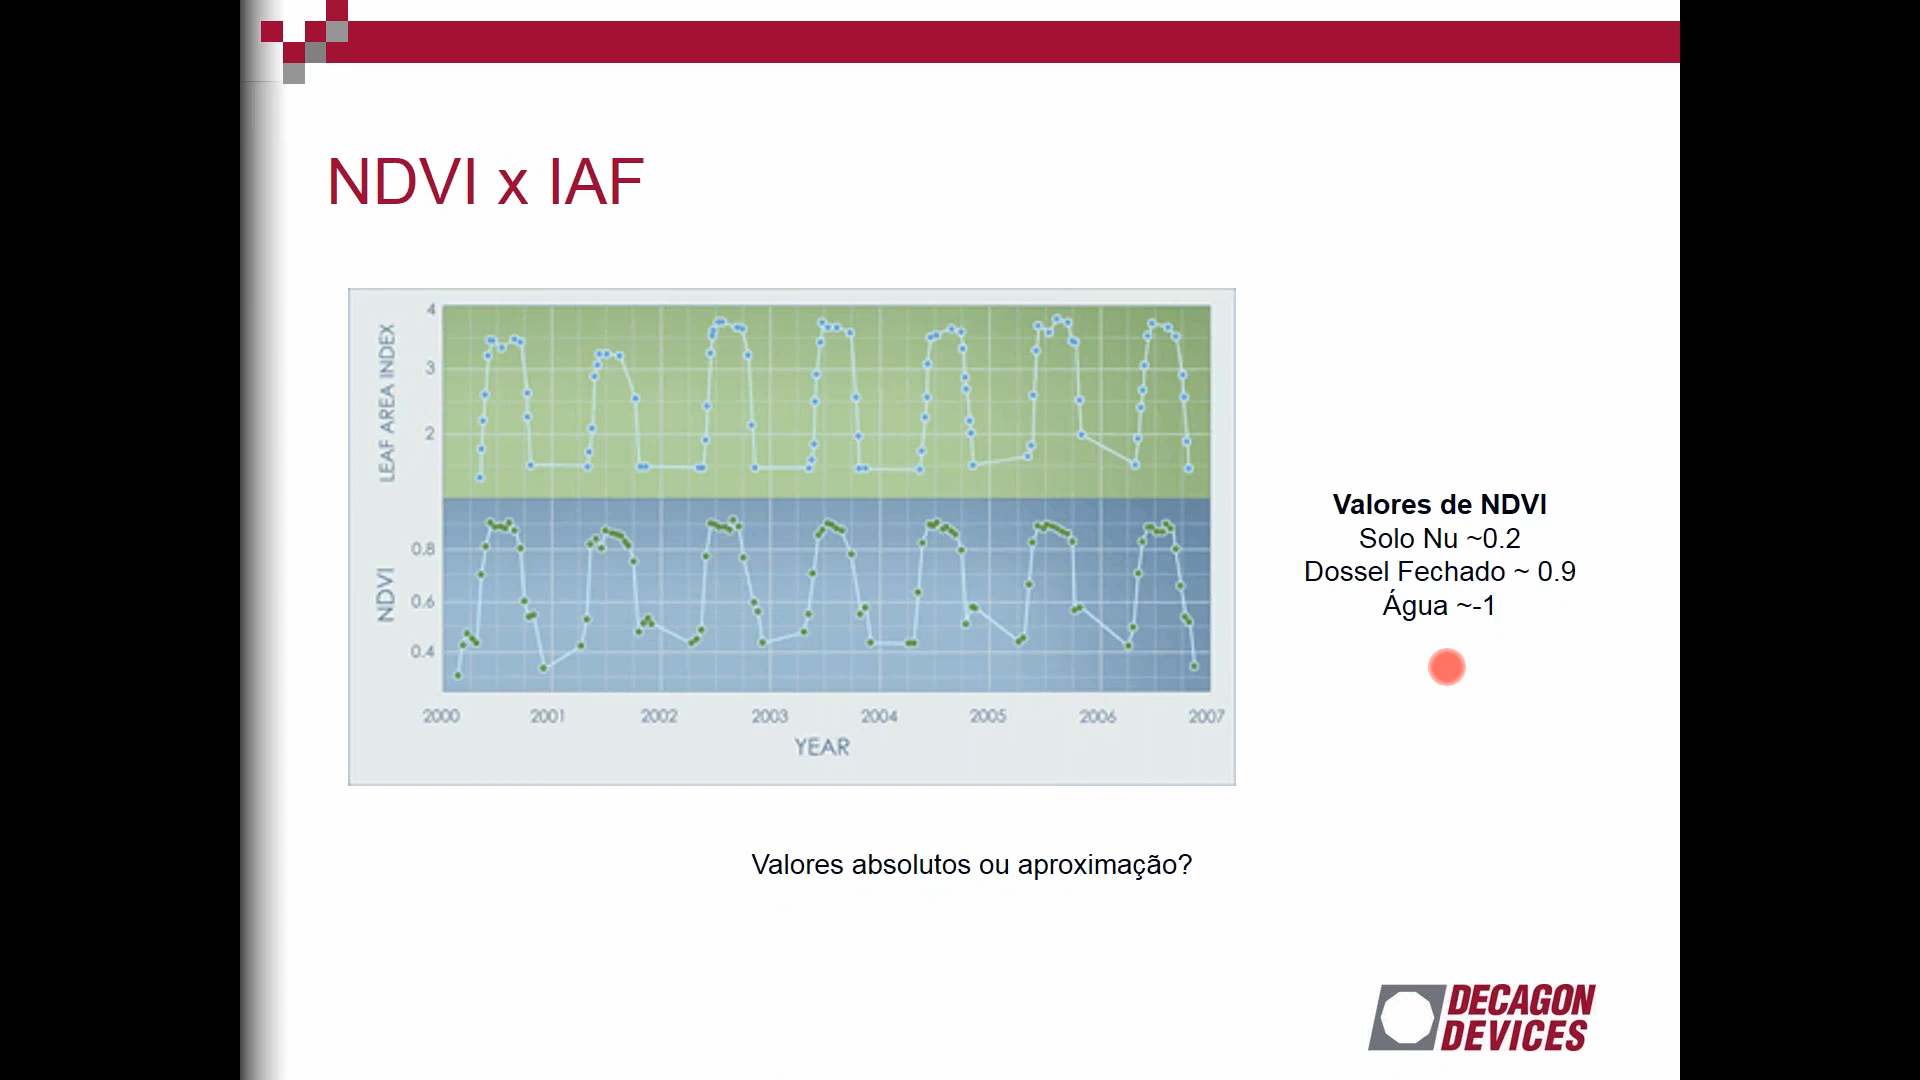 NDVI x IAF
4
3
2
LEAF AREA INDEX
0.8
0.6
0.4
NDVI
2000 2001 2002 2003 2004 2005 2006 2007
YEAR
Valores de NDVI
Solo Nu ~0.2
Dossel Fechado ~ 0.9
Água ~-1
Valores absolutos ou aproximação?
DECAGON
DEVICES